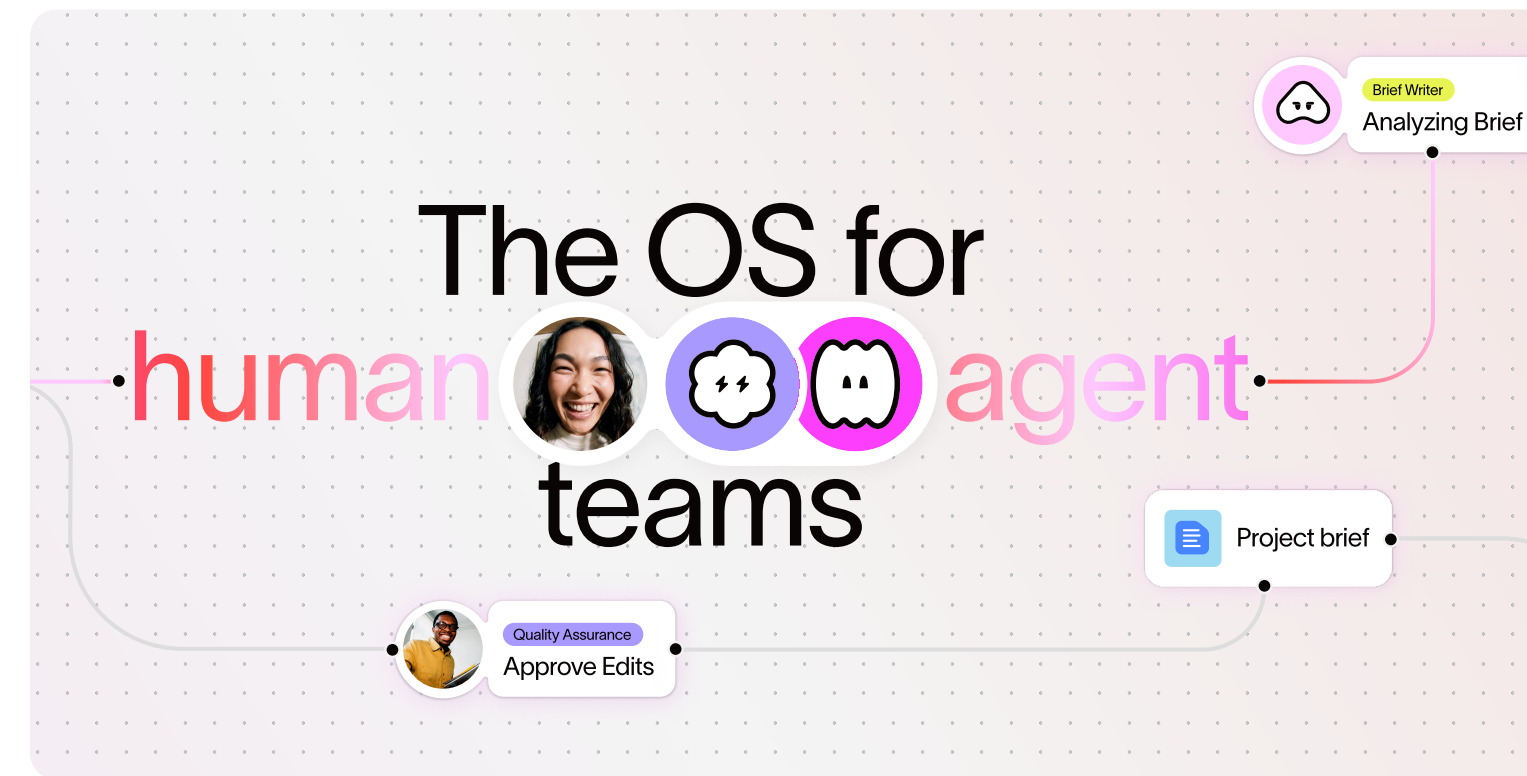 Brief Writer
Analyzing Brief
The OS for
human agent
teams
Project brief
Quality Assurance
Approve Edits